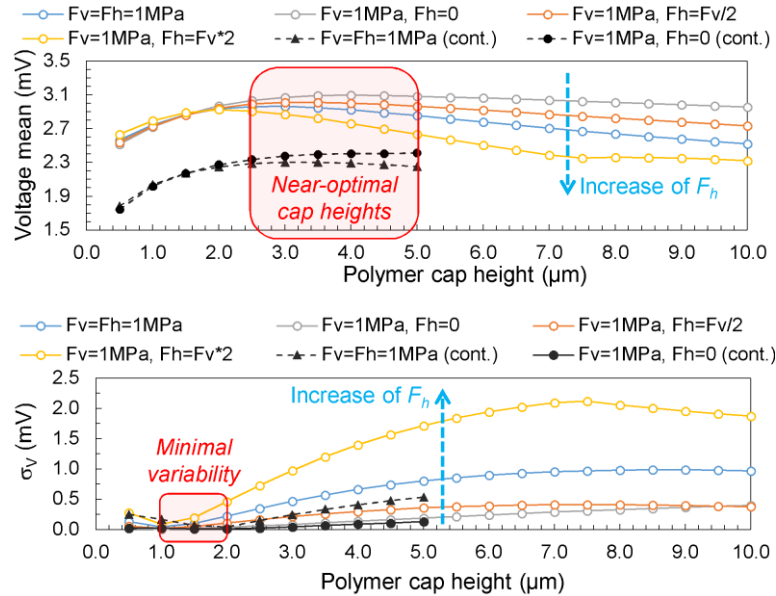 Fv=Fh=1MPa Fv=1MPa, Fh=0 Fv=1MPa, Fh=Fv/2
Fv=1MPa, Fh=Fv*2 Fv=Fh=1MPa (cont.) Fv=1MPa, Fh=0 (cont.)
Voltage mean (mV)
3.5
3.1
2.7
2.3
1.9
1.5
Near-optimal
cap heights
Increase of Fh
0.0 1.0 2.0 3.0 4.0 5.0 6.0 7.0 8.0 9.0 10.0
Polymer cap height (µm)
Fv=Fh=1MPa Fv=1MPa, Fh=0 Fv=1MPa, Fh=Fv/2
Fv=1MPa, Fh=Fv*2 Fv=Fh=1MPa (cont.) Fv=1MPa, Fh=0 (cont.)
σV (mV)
2.5
2.0
1.5
1.0
0.5
0.0
Increase of Fh
Minimal
variability
0.0 1.0 2.0 3.0 4.0 5.0 6.0 7.0 8.0 9.0 10.0
Polymer cap height (µm)